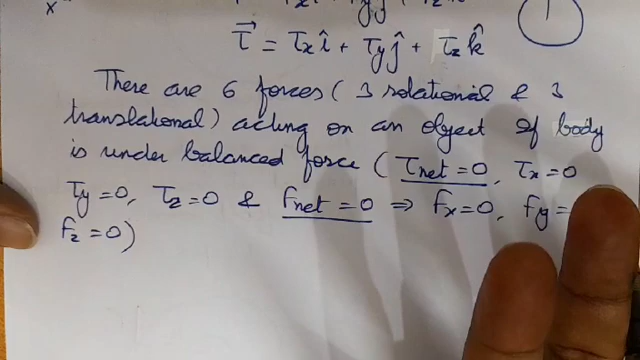 x
τ⃗ = τx î + τy ĵ + τz k̂
There are 6 forces ( 3 rotational & 3
translational) acting on an object If body
is under balanced force ( τnet = 0, τx = 0
τy = 0, τz = 0 & Fnet = 0 ⇒ Fx = 0, Fy =
Fz = 0)